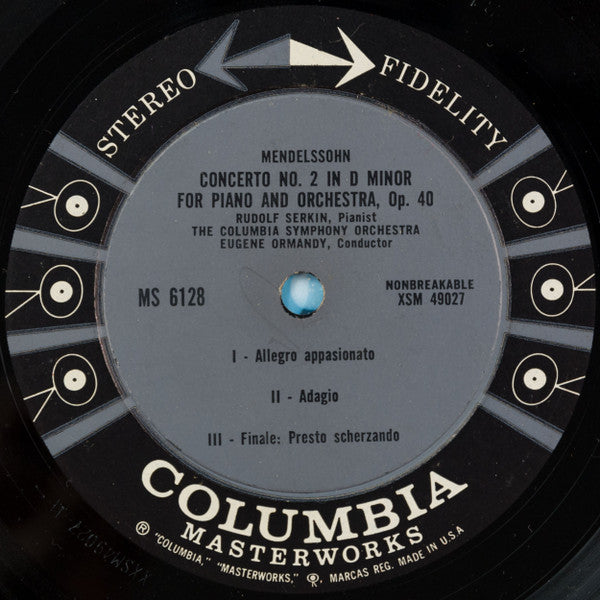 STEREO FIDELITY
MENDELSSOHN
CONCERTO NO. 2 IN D MINOR
FOR PIANO AND ORCHESTRA, Op. 40
RUDOLF SERKIN, Pianist
THE COLUMBIA SYMPHONY ORCHESTRA
EUGENE ORMANDY, Conductor
MS 6128
NONBREAKABLE
XSM 49027
I - Allegro appasionato
II - Adagio
III - Finale: Presto scherzando
COLUMBIA
MASTERWORKS
® "COLUMBIA," "MASTERWORKS," MARCAS REG. MADE IN U.S.A